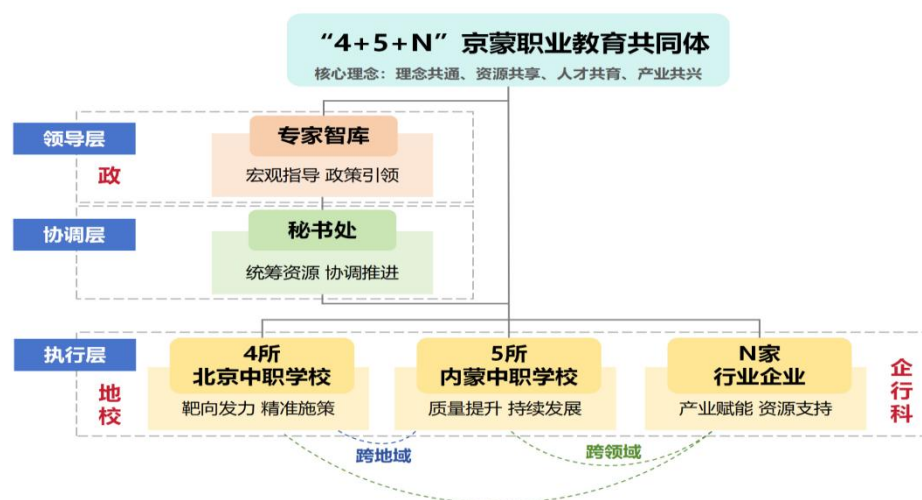 “4+5+N”京蒙职业教育共同体
核心理念：理念共通、资源共享、人才共育、产业共兴
领导层
政
专家智库
宏观指导 政策引领
协调层
秘书处
统筹资源 协调推进
执行层
地校
4所
北京中职学校
靶向发力 精准施策
5所
内蒙中职学校
质量提升 持续发展
N家
行业企业
产业赋能 资源支持
企行科
跨地域
跨领域